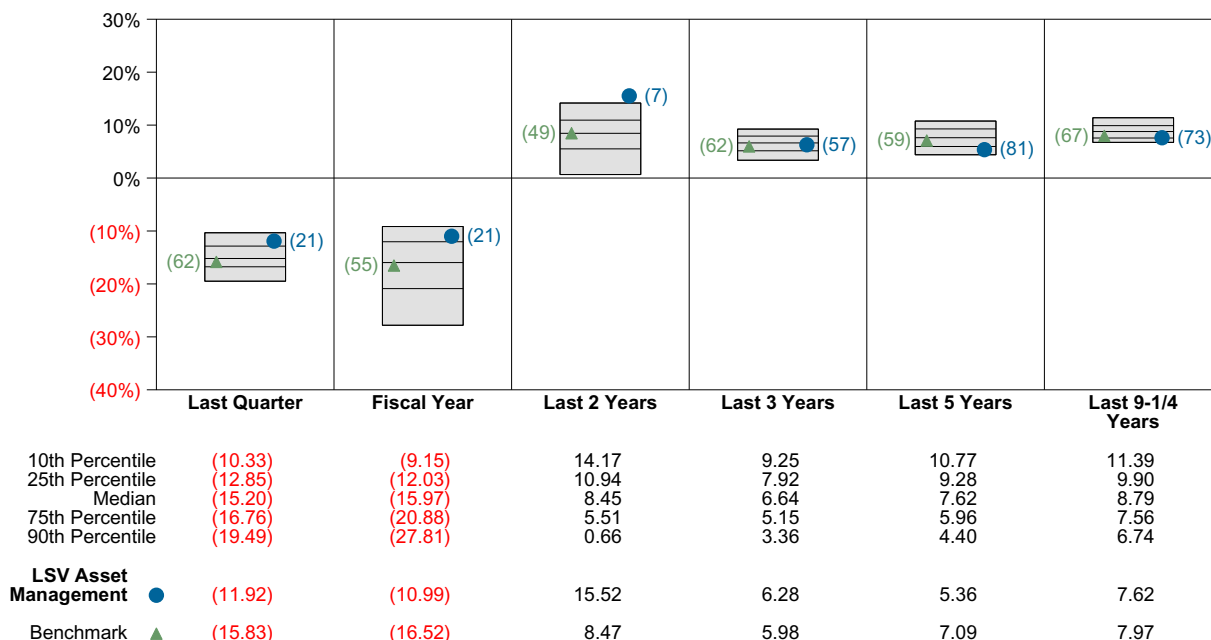 30%
20%
10%
0%
(10%)
(20%)
(30%)
(40%)
(62) (21)
(55) (21)
(49) (7)
(62) (57)
(59) (81)
(67) (73)
Last Quarter Fiscal Year Last 2 Years Last 3 Years Last 5 Years Last 9-1/4
Years
10th Percentile (10.33) (9.15) 14.17 9.25 10.77 11.39
25th Percentile (12.85) (12.03) 10.94 7.92 9.28 9.90
Median (15.20) (15.97) 8.45 6.64 7.62 8.79
75th Percentile (16.76) (20.88) 5.51 5.15 5.96 7.56
90th Percentile (19.49) (27.81) 0.66 3.36 4.40 6.74
LSV Asset
Management (11.92) (10.99) 15.52 6.28 5.36 7.62
Benchmark (15.83) (16.52) 8.47 5.98 7.09 7.97